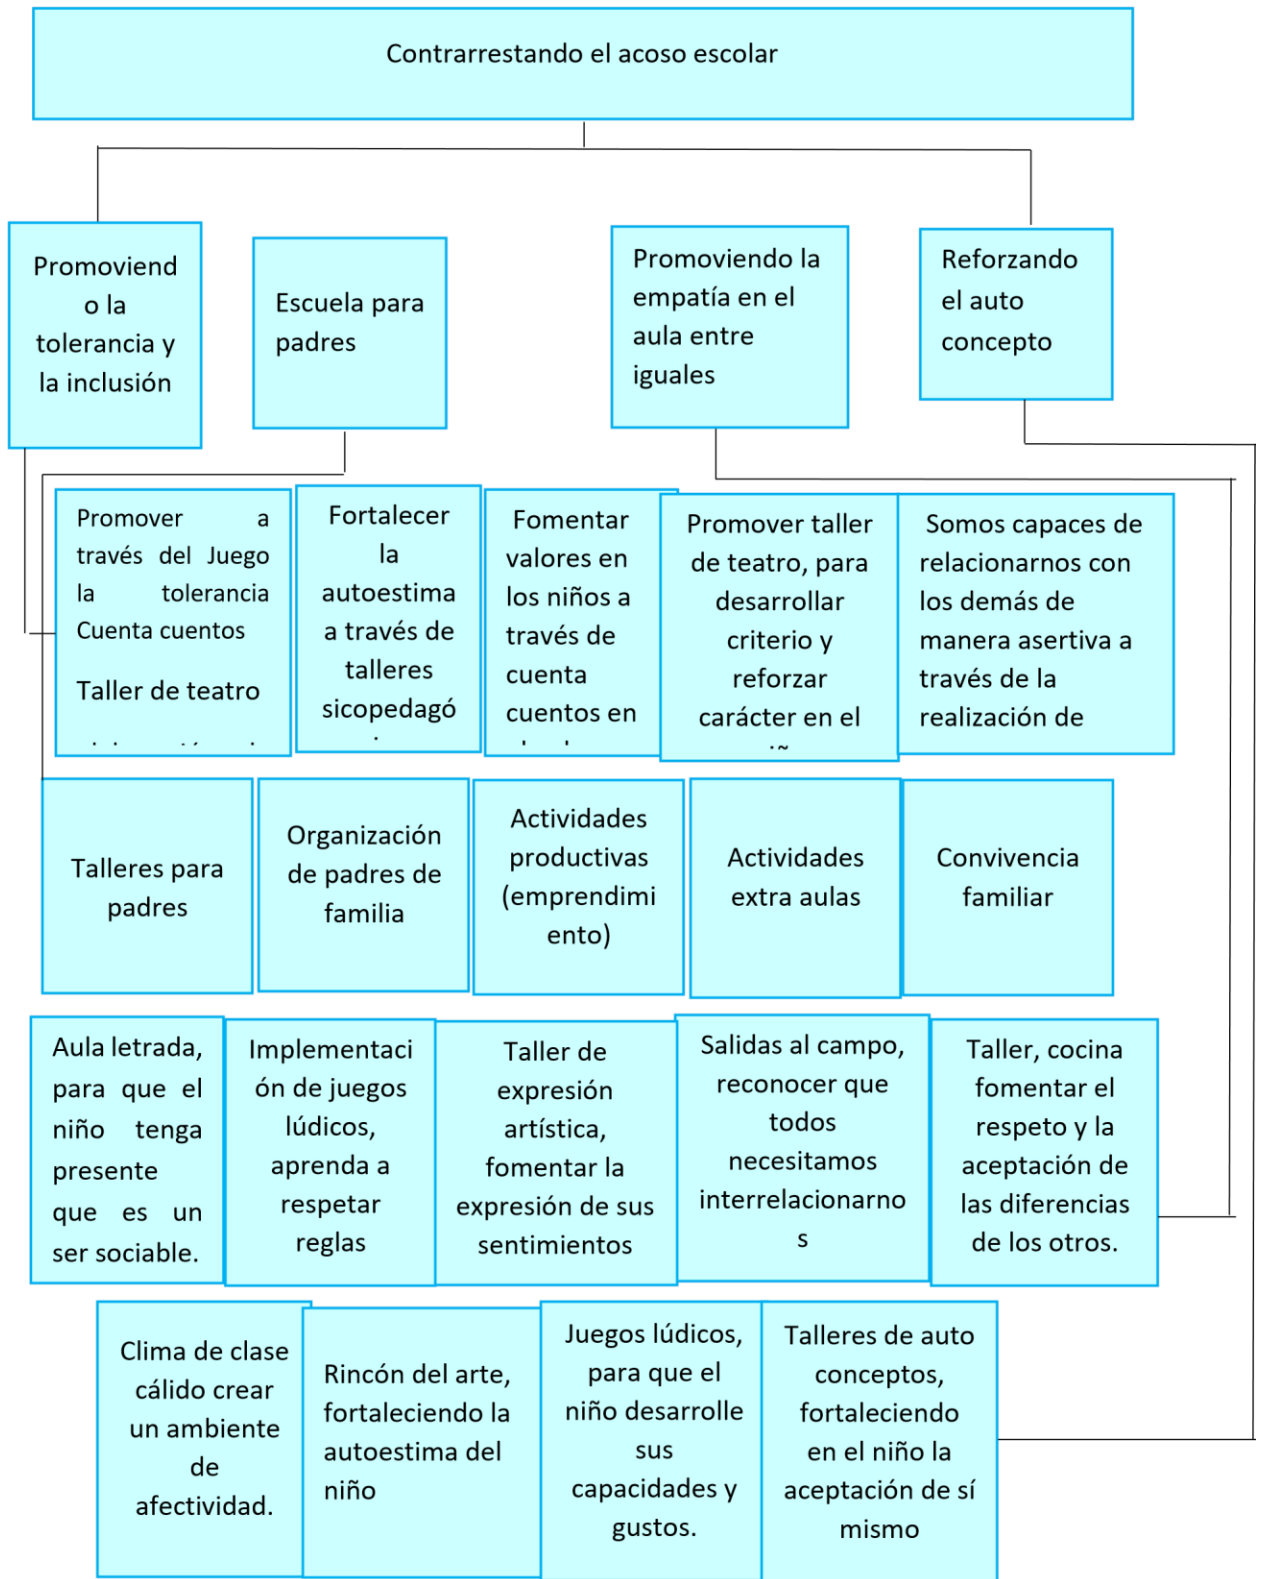 Contrarrestando el acoso escolar
Promoviend
o la
tolerancia y
la inclusión
Escuela para
padres
Promoviendo la
empatía en el
aula entre
iguales
Reforzando
el auto
concepto
Promover a
través del Juego
la tolerancia
Cuenta cuentos
Taller de teatro
Fortalecer
la
autoestima
a través de
talleres
sicopedagó
Fomentar
valores en
los niños a
través de
cuenta
cuentos en
Promover taller
de teatro, para
desarrollar
criterio y
reforzar
carácter en el
Somos capaces de
relacionarnos con
los demás de
manera asertiva a
través de la
realización de
Talleres para
padres
Organización
de padres de
familia
Actividades
productivas
(emprendimi
ento)
Actividades
extra aulas
Convivencia
familiar
Aula letrada,
para que el
niño tenga
presente
que es un
ser sociable.
Implementaci
ón de juegos
lúdicos,
aprenda a
respetar
reglas
Taller de
expresión
artística,
fomentar la
expresión de sus
sentimientos
Salidas al campo,
reconocer que
todos
necesitamos
interrelacionarno
s
Taller, cocina
fomentar el
respeto y la
aceptación de
las diferencias
de los otros.
Clima de clase
cálido crear
un ambiente
de
afectividad.
Rincón del arte,
fortaleciendo la
autoestima del
niño
Juegos lúdicos,
para que el
niño desarrolle
sus
capacidades y
gustos.
Talleres de auto
conceptos,
fortaleciendo
en el niño la
aceptación de sí
mismo